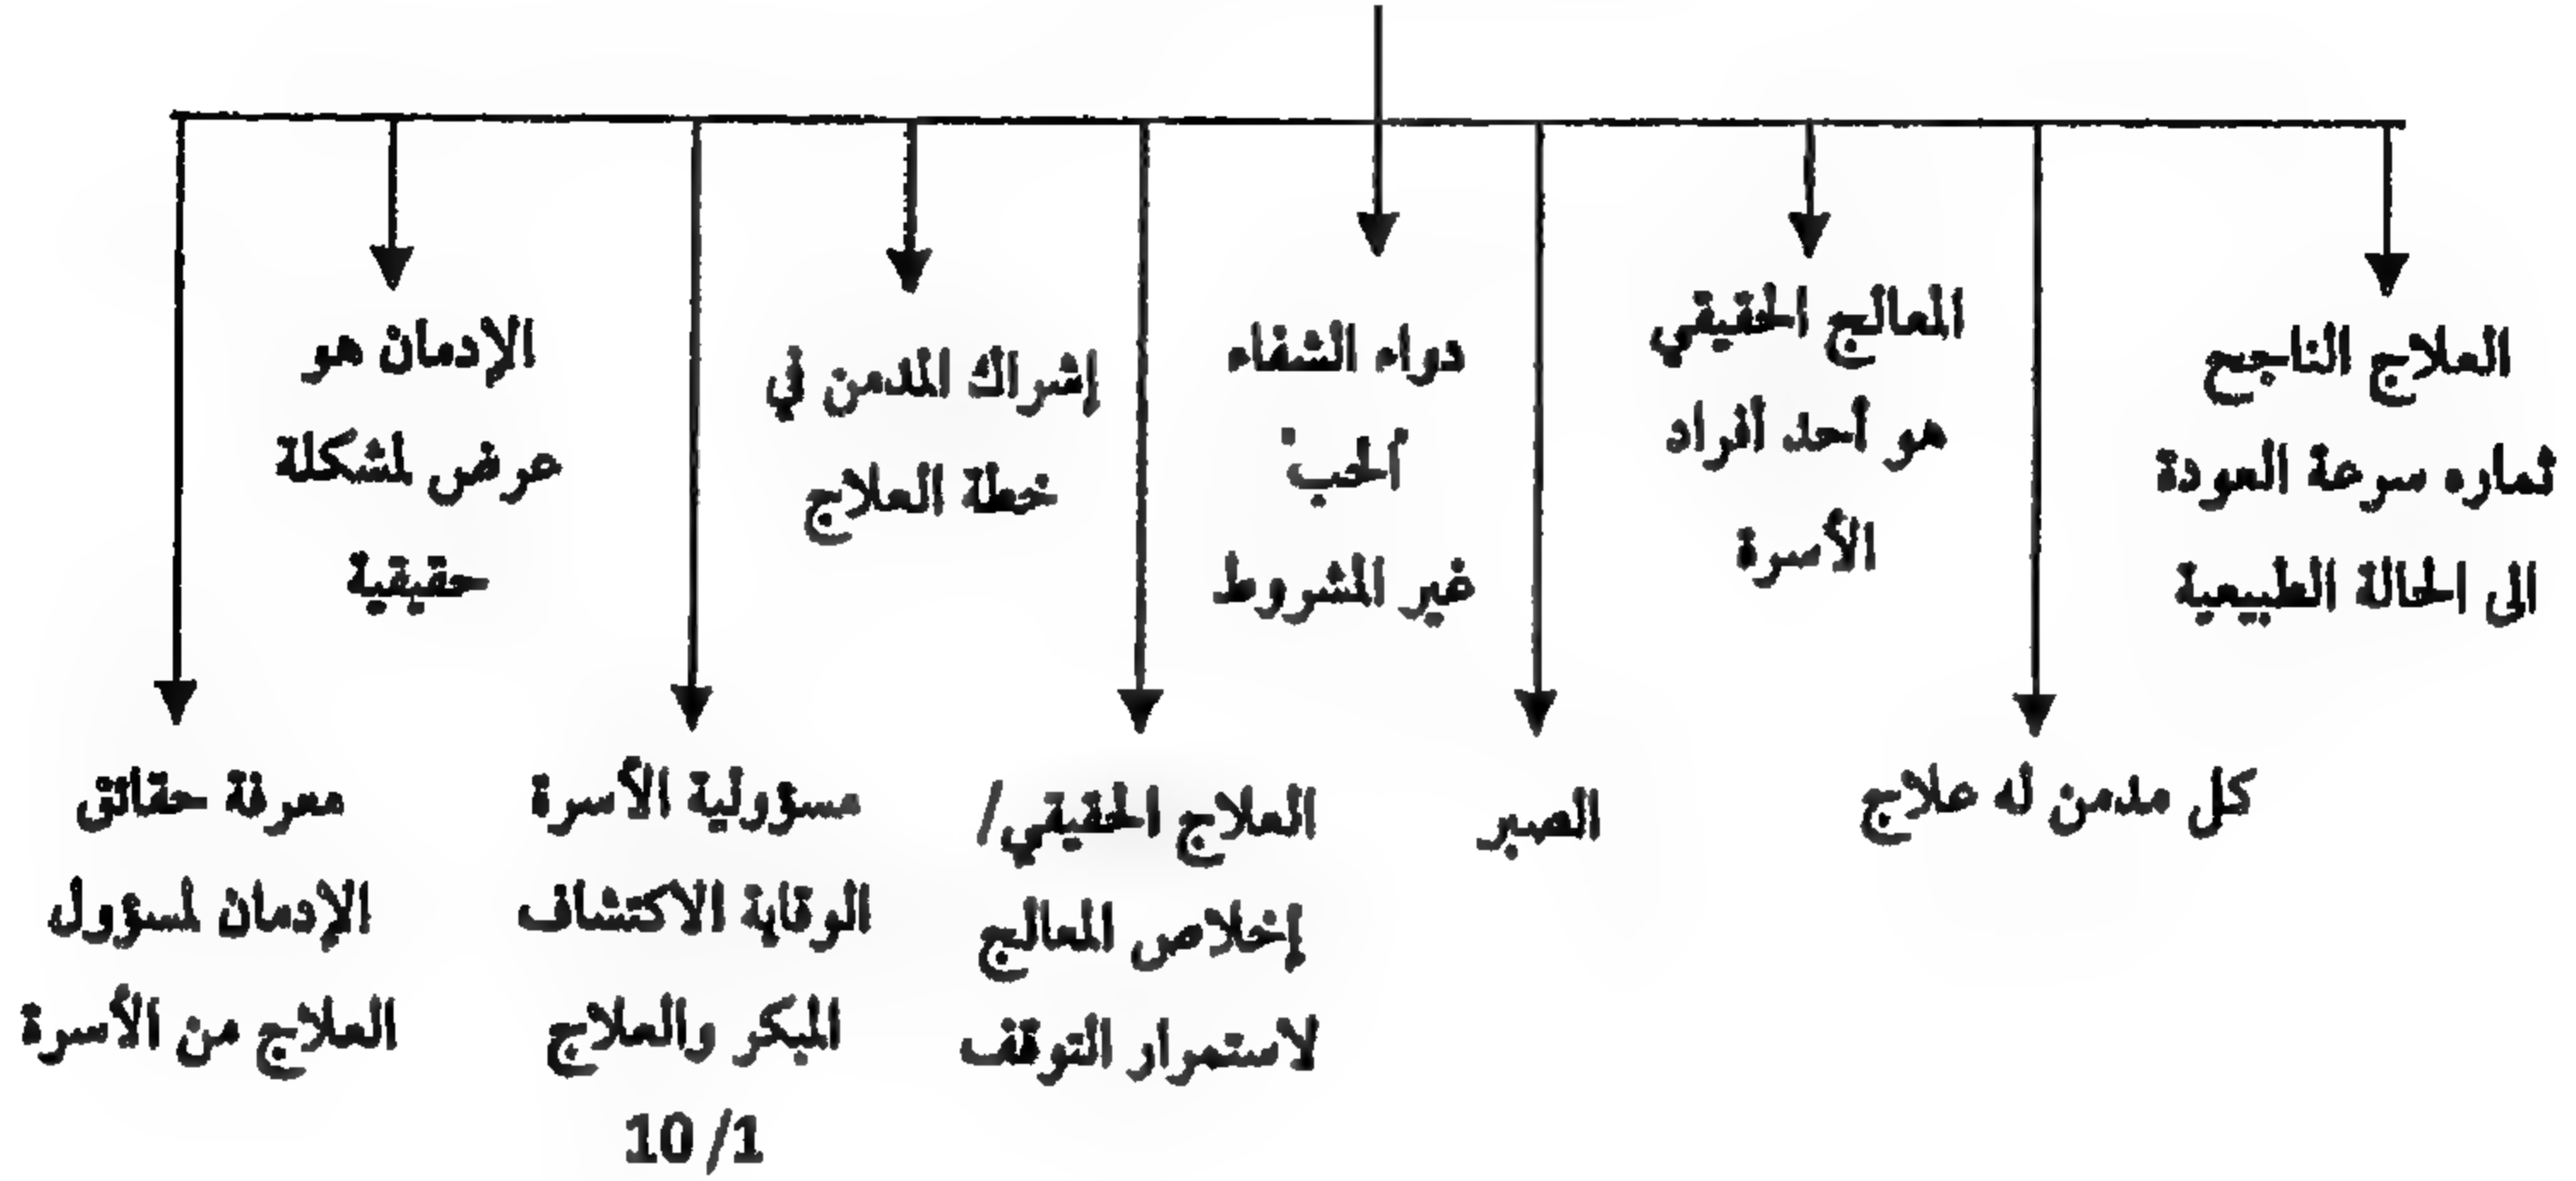 العلاج الناجح
ثماره سرعة العودة
الى الحالة الطبيعية
كل مدمن له علاج
المعالج الحقيقي
هو أحد أفراد
الأسرة
الصبر
دواء الشفاء
"الحب"
غير المشروط
العلاج الحقيقي/
إخلاص المعالج
لاستمرار التوقف
إشراك المدمن في
خطة العلاج
مسؤولية الأسرة
الوقاية الاكتشاف
المبكر والعلاج
10/1
الإدمان هو
عرض لمشكلة
حقيقية
معرفة حقائق
الإدمان لمسؤول
العلاج من الأسرة